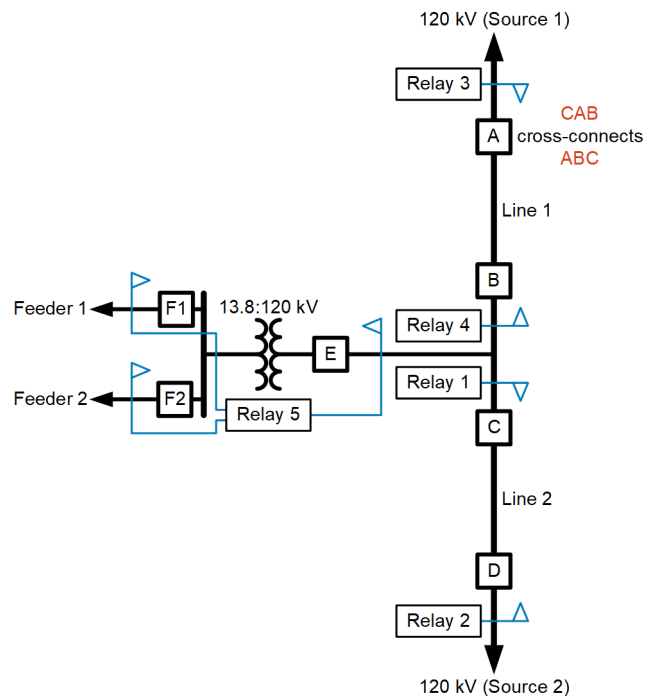 120 kV (Source 1)
Relay 3
CAB
A
cross-connects
ABC
Line 1
B
13.8:120 kV
Feeder 1
F1
Relay 4
E
Relay 1
Feeder 2
F2
Relay 5
C
Line 2
D
Relay 2
120 kV (Source 2)